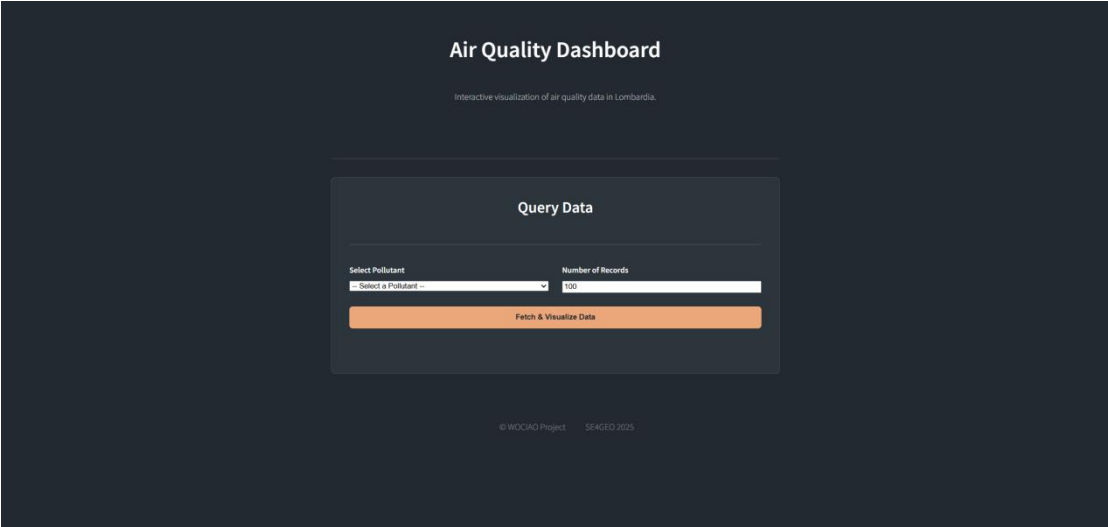 Air Quality Dashboard
Interactive visualization of air quality data in Lombardia.
Query Data
Select Pollutant
-- Select a Pollutant --
Number of Records
100
Fetch & Visualize Data
© WOCIAO Project SE4GEO 2025